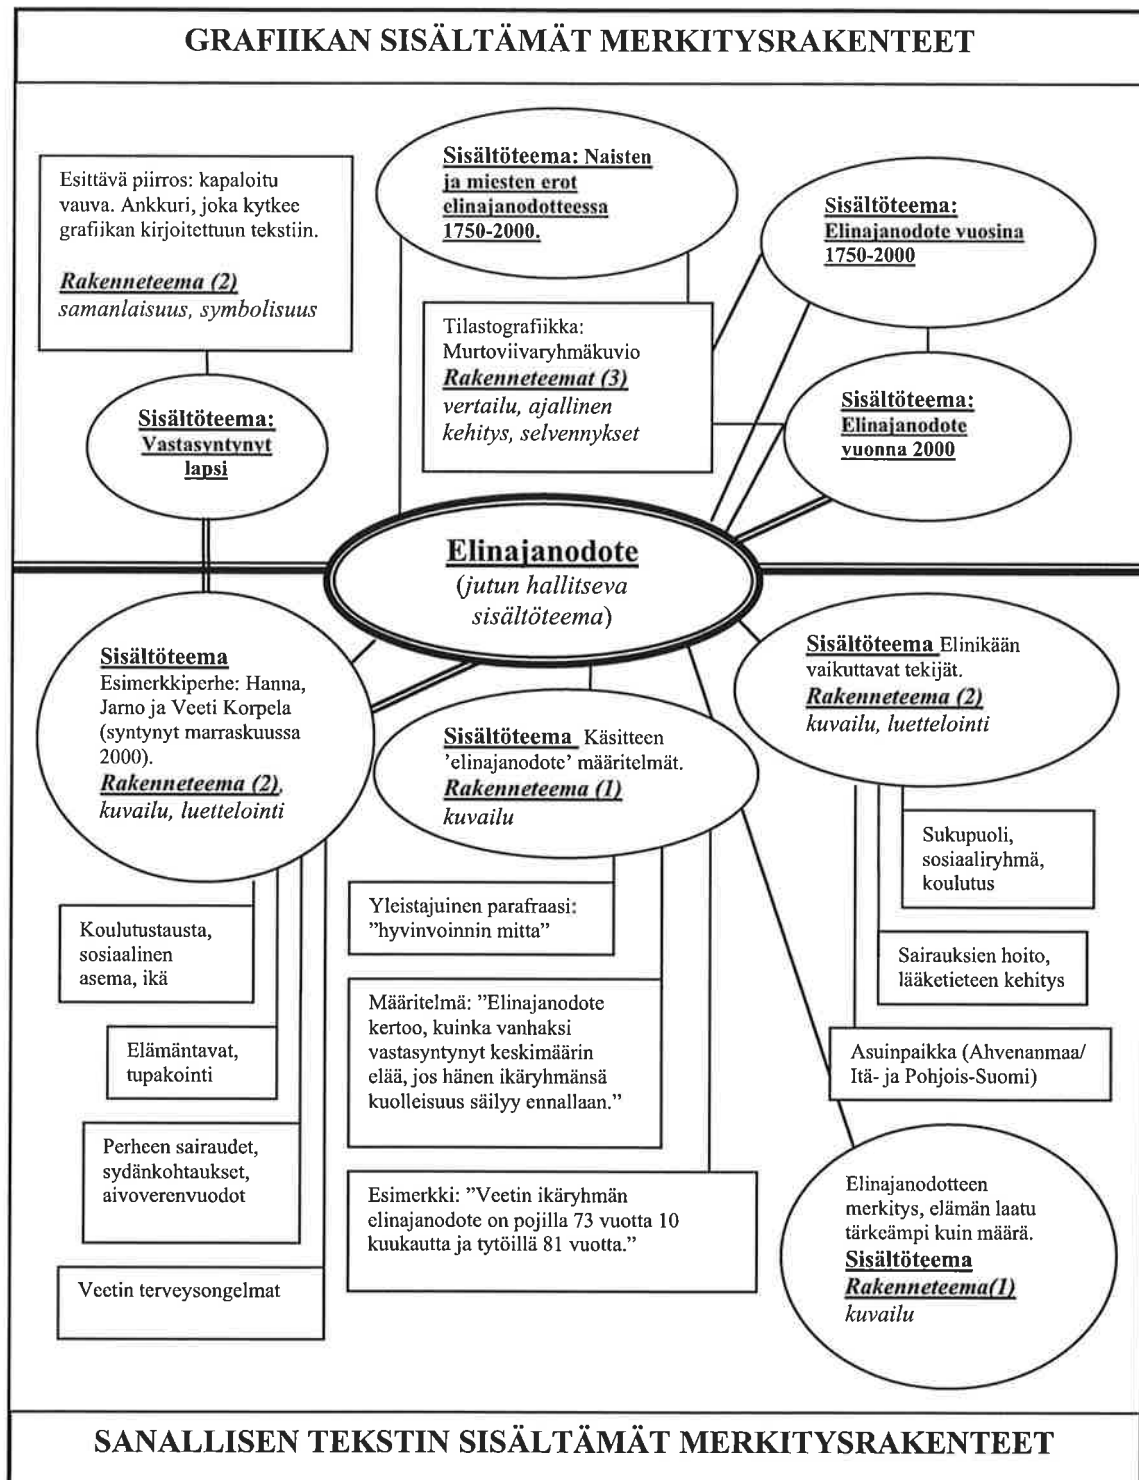 GRAFIIKAN SISÄLTÄMÄT MERKITYSRAKENTEET
Esittävä piirros: kapaloitu
vauva. Ankkuri, joka kytkee
grafiikan kirjoitettuun tekstiin.
Rakenneteema (2)
samanlaisuus, symbolisuus
Sisältöteema: Naisten
ja miesten erot
elinajanodotteessa
1750-2000.
Sisältöteema:
Elinajanodote vuosina
1750-2000
Tilastografiikka:
Murtoviivaryhmäkuvio
Rakenneteemat (3)
vertailu, ajallinen
kehitys, selvennykset
Sisältöteema:
Vastasyntynyt
lapsi
Sisältöteema:
Elinajanodote
vuonna 2000
Elinajanodote
(jutun hallitseva
sisältöteema)
Sisältöteema
Esimerkkiperhe: Hanna,
Jarno ja Veeti Korpela
(syntynyt marraskuussa
2000).
Rakenneteema (2),
kuvailu, luettelointi
Sisältöteema Käsitteen
'elinajanodote' määritelmät.
Rakenneteema (1)
kuvailu
Sisältöteema Elinikään
vaikuttavat tekijät.
Rakenneteema (2)
kuvailu, luettelointi
Koulutustausta,
sosiaalinen
asema, ikä
Elämäntavat,
tupakointi
Perheen sairaudet,
sydänkohtaukset,
aivoverenvuodot
Veetin terveysongelmat
Yleistajuinen parafraasi:
”hyvinvoinnin mitta”
Määritelmä: ”Elinajanodote
kertoo, kuinka vanhaksi
vastasyntynyt keskimäärin
elää, jos hänen ikäryhmänsä
kuolleisuus säilyy ennallaan.”
Esimerkki: ”Veetin ikäryhmän
elinajanodote on pojilla 73 vuotta 10
kuukautta ja tytöillä 81 vuotta.”
Sukupuoli,
sosiaaliryhmä,
koulutus
Sairauksien hoito,
lääketieteen kehitys
Asuinpaikka (Ahvenanmaa/
Itä- ja Pohjois-Suomi)
Elinajanodotteen
merkitys, elämän laatu
tärkeämpi kuin määrä.
Sisältöteema
Rakenneteema(1)
kuvailu
SANALLISEN TEKSTIN SISÄLTÄMÄT MERKITYSRAKENTEET